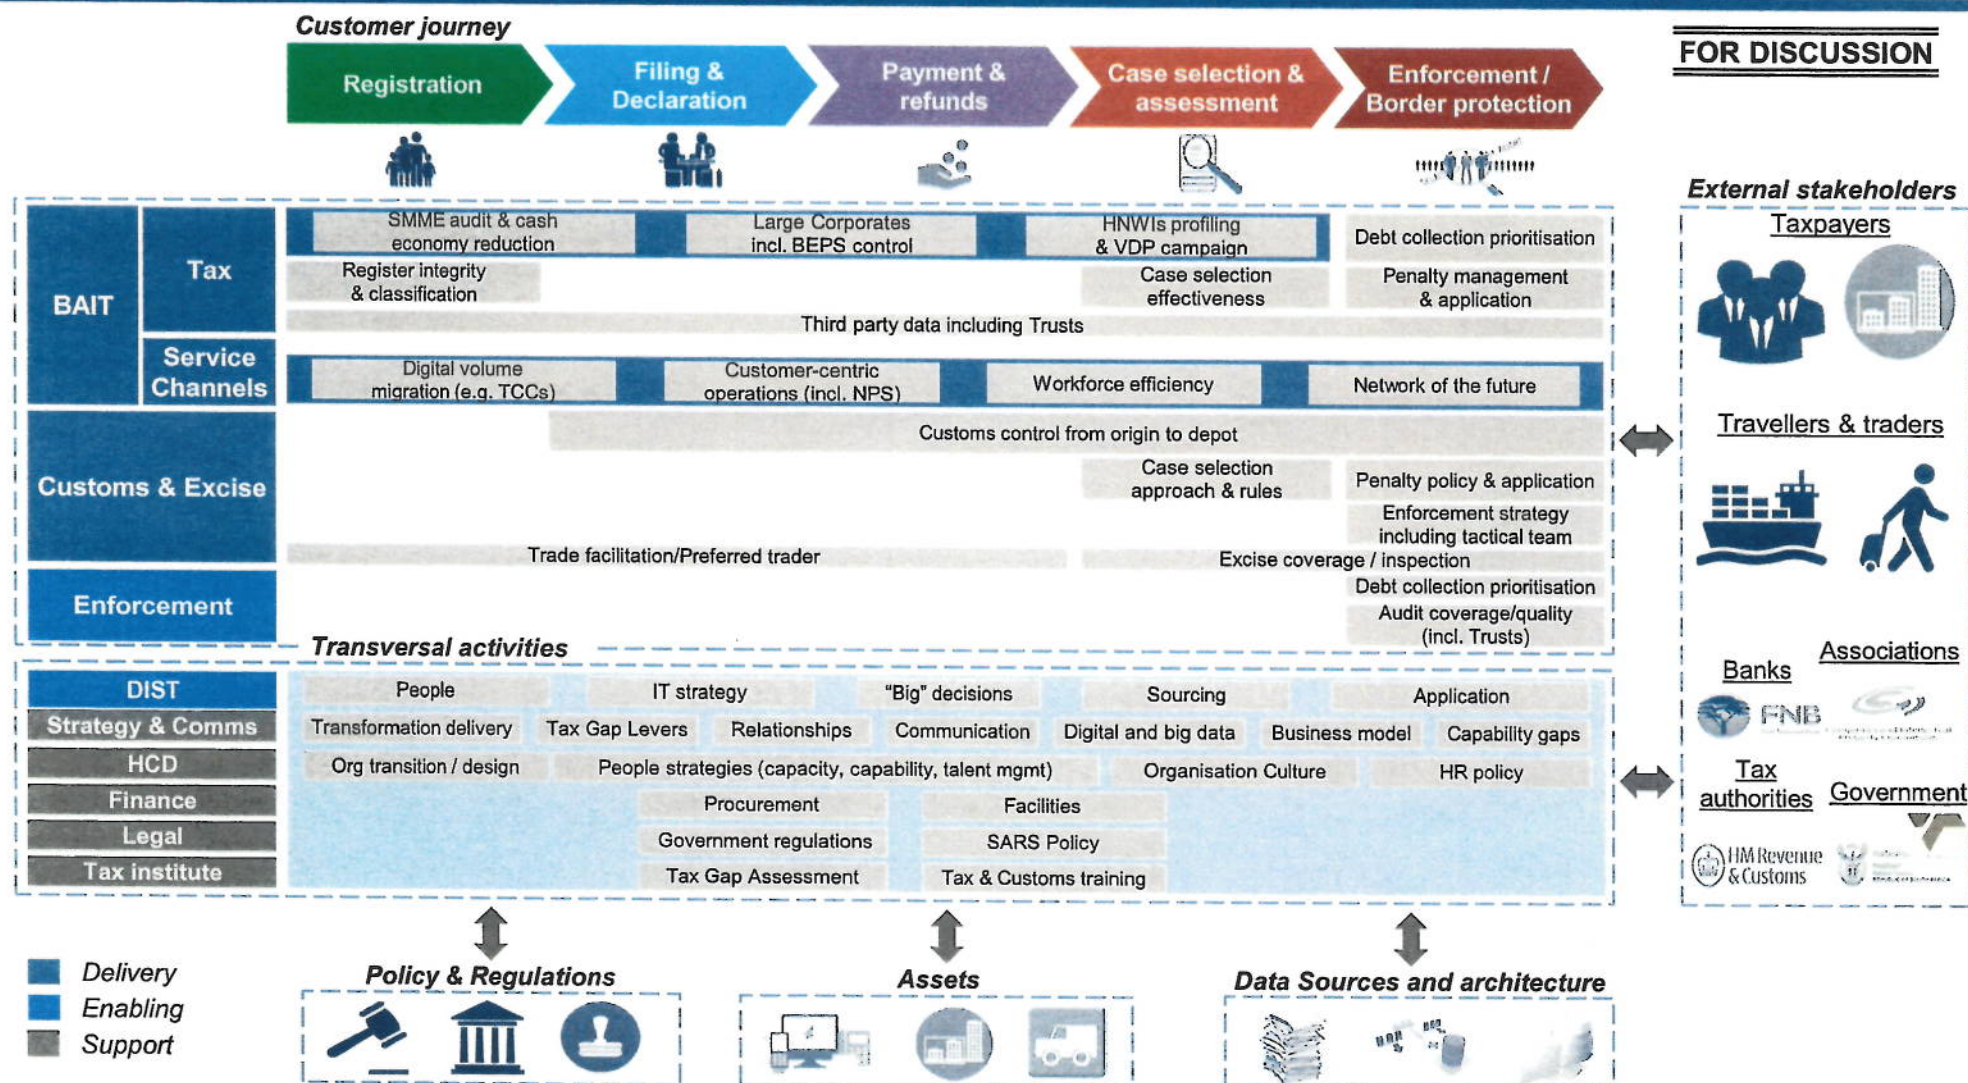 Customer journey
FOR DISCUSSION
Registration
Filing &
Declaration
Payment &
refunds
Case selection &
assessment
Enforcement /
Border protection
External stakeholders
BAIT
Tax
SMME audit & cash
economy reduction
Large Corporates
incl. BEPS control
HNWIs profiling
& VDP campaign
Debt collection prioritisation
Register integrity
& classification
Case selection
effectiveness
Penalty management
& application
Third party data including Trusts
Service
Channels
Digital volume
migration (e.g. TCCs)
Customer-centric
operations (incl. NPS)
Workforce efficiency
Network of the future
Customs & Excise
Customs control from origin to depot
Case selection
approach & rules
Penalty policy & application
Enforcement strategy
including tactical team
Trade facilitation/Preferred trader
Excise coverage / inspection
Enforcement
Debt collection prioritisation
Audit coverage/quality
(incl. Trusts)
Transversal activities
DIST
People
IT strategy
“Big” decisions
Sourcing
Application
Strategy & Comms
Transformation delivery
Tax Gap Levers
Relationships
Communication
Digital and big data
Business model
Capability gaps
HCD
Org transition / design
People strategies (capacity, capability, talent mgmt)
Organisation Culture
HR policy
Finance
Procurement
Facilities
Legal
Government regulations
SARS Policy
Tax institute
Tax Gap Assessment
Tax & Customs training
Taxpayers
Travellers & traders
Banks
Associations
FNB
Tax
authorities
Government
HM Revenue
& Customs
Delivery
Enabling
Support
Policy & Regulations
Assets
Data Sources and architecture